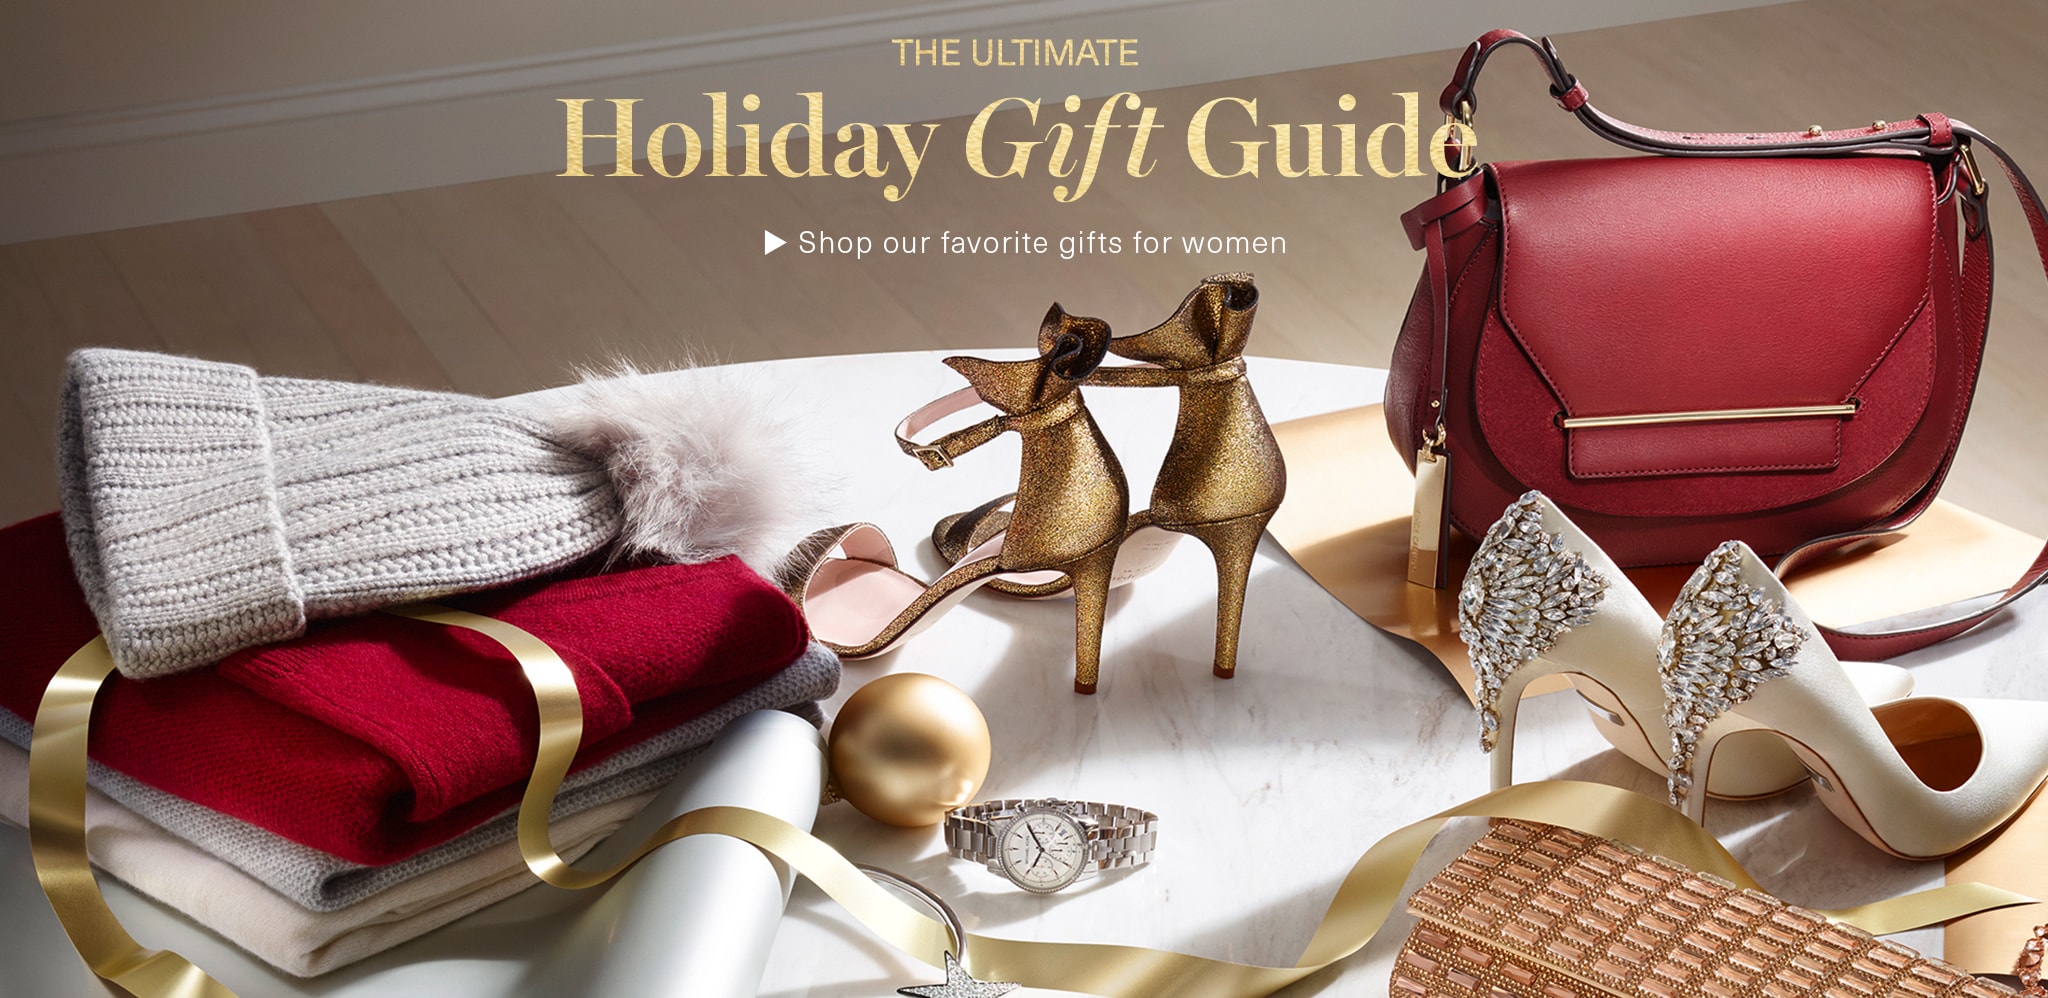 THE ULTIMATE
Holiday Gift Guide
▶ Shop our favorite gifts for women